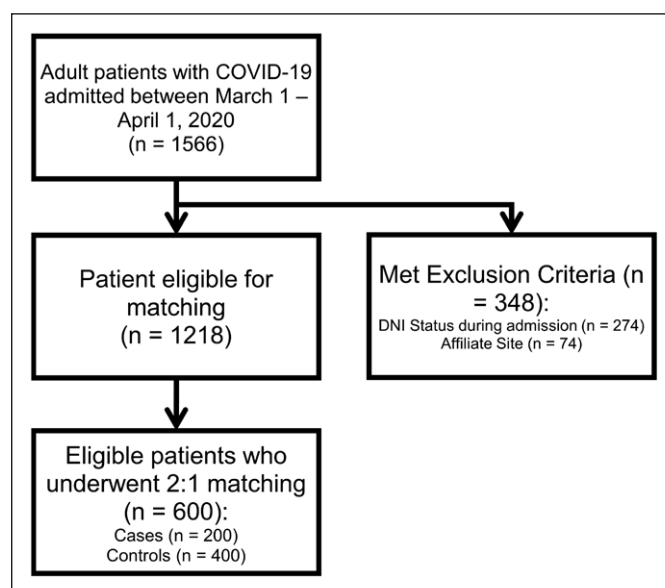 Adult patients with COVID-19
admitted between March 1 –
April 1, 2020
(n = 1566)
Patient eligible for
matching
(n = 1218)
Met Exclusion Criteria (n
= 348):
DNI Status during admission (n = 274)
Affiliate Site (n = 74)
Eligible patients who
underwent 2:1 matching
(n = 600):
Cases (n = 200)
Controls (n = 400)